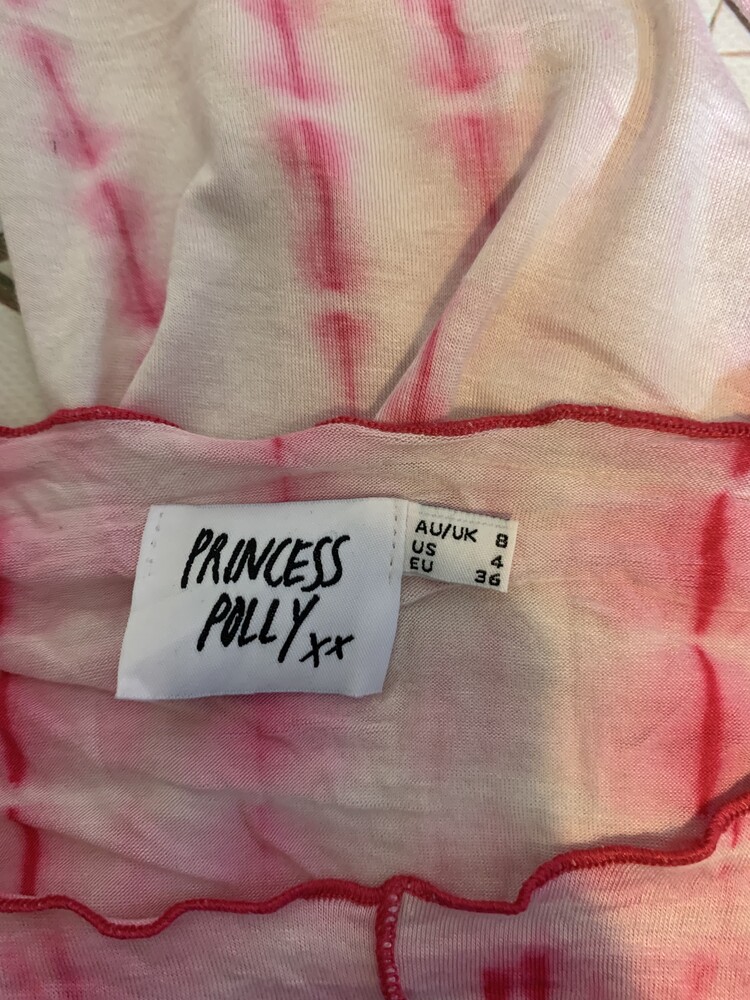 PRINCESS
POLLY xx
AU/UK 8
US 4
EU 36